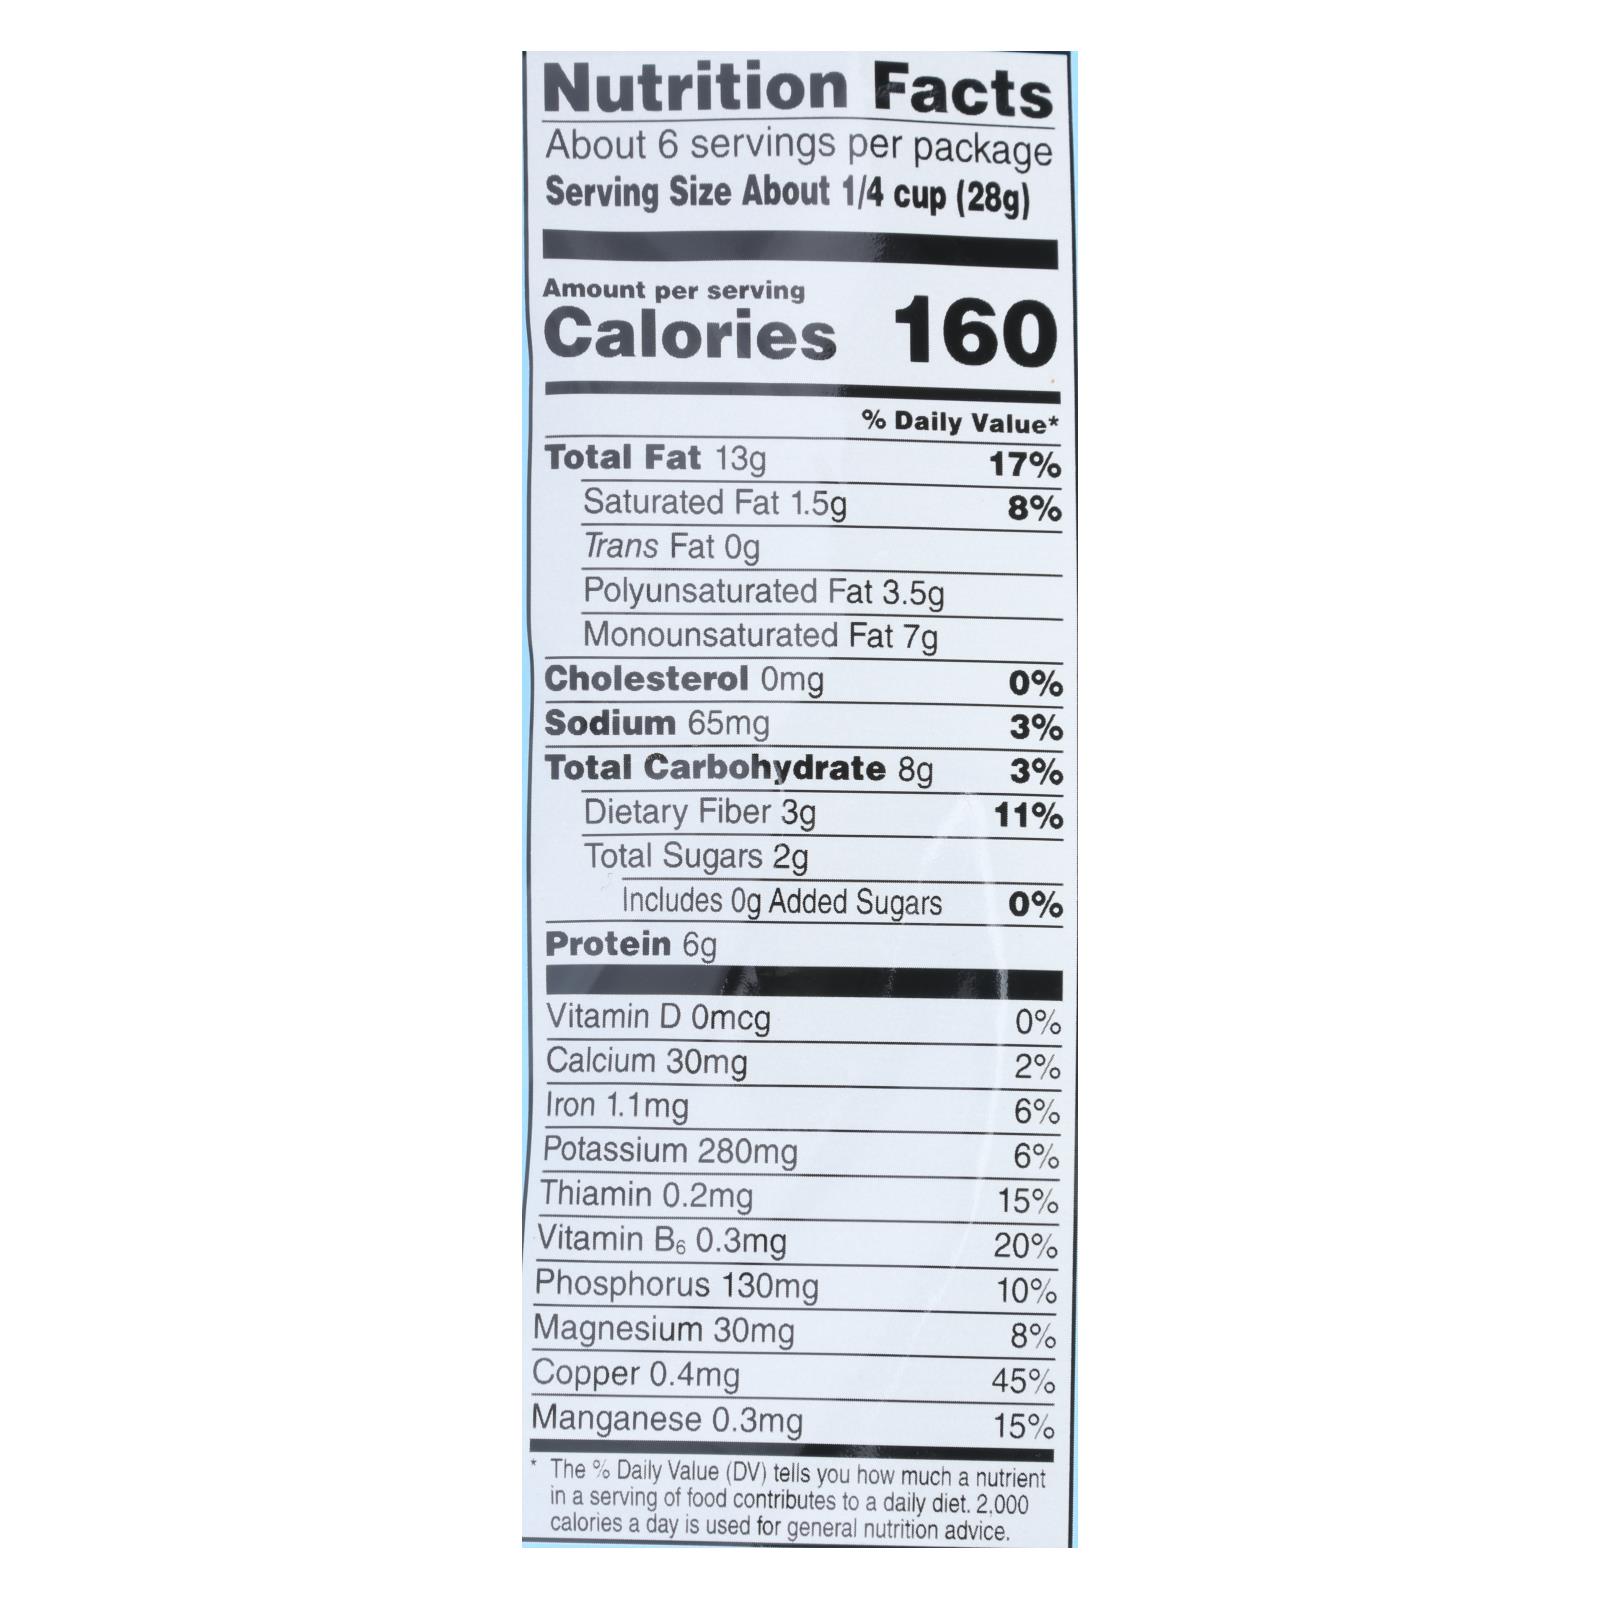 Nutrition Facts
About 6 servings per package
Serving Size About 1/4 cup (28g)
Amount per serving
Calories 160
% Daily Value*
Total Fat 13g 17%
Saturated Fat 1.5g 8%
Trans Fat 0g
Polyunsaturated Fat 3.5g
Monounsaturated Fat 7g
Cholesterol 0mg 0%
Sodium 65mg 3%
Total Carbohydrate 8g 3%
Dietary Fiber 3g 11%
Total Sugars 2g
Includes 0g Added Sugars 0%
Protein 6g
Vitamin D 0mcg 0%
Calcium 30mg 2%
Iron 1.1mg 6%
Potassium 280mg 6%
Thiamin 0.2mg 15%
Vitamin B₆ 0.3mg 20%
Phosphorus 130mg 10%
Magnesium 30mg 8%
Copper 0.4mg 45%
Manganese 0.3mg 15%
* The % Daily Value (DV) tells you how much a nutrient
in a serving of food contributes to a daily diet. 2,000
calories a day is used for general nutrition advice.